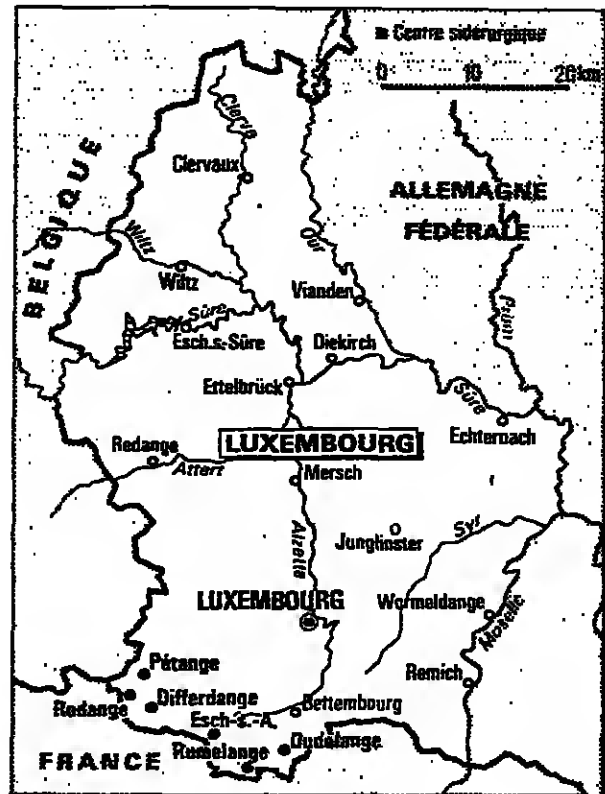 ■ Centre sidérurgique
0 10 20 km
BELGIQUE
Clerve
Clervaux
ALLEMAGNE
FÉDÉRALE
Wiltz
Wiltz
Our
Vianden
Prüm
Sûre
Esch.s.-Sûre
Diekirch
Ettelbrück
Sûre
Echternach
Redange
LUXEMBOURG
Attert
Mersch
Alzette
Junglinster
Syr
LUXEMBOURG
Wormeldange
Moselle
Pétange
Remich
Rodange
Differdange
Bettembourg
Esch-s.-A.
Rumelange
Dudelange
FRANCE